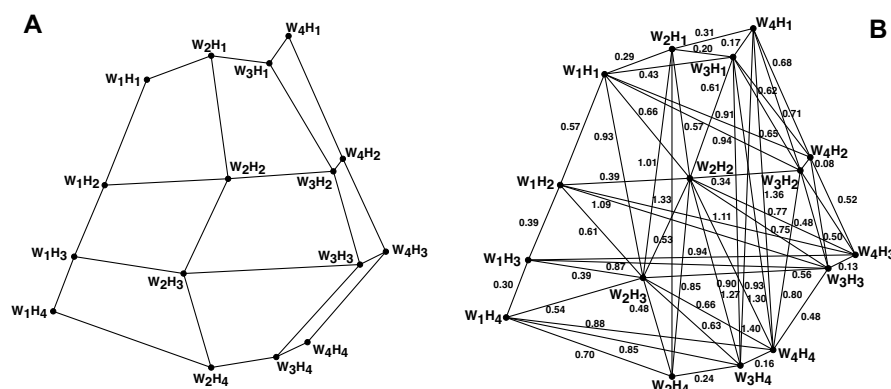 A
W4H1
W2H1
W3H1
W1H1
W2H2
W4H2
W3H2
W1H2
W1H3
W4H3
W3H3
W2H3
W1H4
W4H4
W3H4
W2H4
B
W4H1
0.31
W2H1
0.20
0.17
W3H1
0.29
0.68
W1H1
0.43
0.61
0.62
0.66
0.91
0.71
0.57
0.93
0.57
0.94
0.65
W4H2
1.01
W2H2
0.08
W1H2
0.39
0.34
W3H2
1.09
1.33
1.36
0.52
0.77
1.11
0.48
0.39
0.61
0.53
0.75
0.50
W4H3
W1H3
0.94
0.87
0.13
0.39
0.56
W3H3
0.30
W2H3
0.85
0.90
0.93
0.80
0.48
0.66
1.27
1.30
0.48
W1H4
0.54
0.88
0.63
1.40
W4H4
0.85
0.16
0.70
0.24
W3H4
W2H4